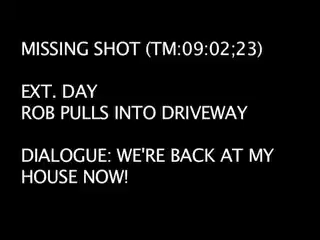 MISSING SHOT (TM:09:02;23)
EXT. DAY
ROB PULLS INTO DRIVEWAY
DIALOGUE: WE'RE BACK AT MY
HOUSE NOW!